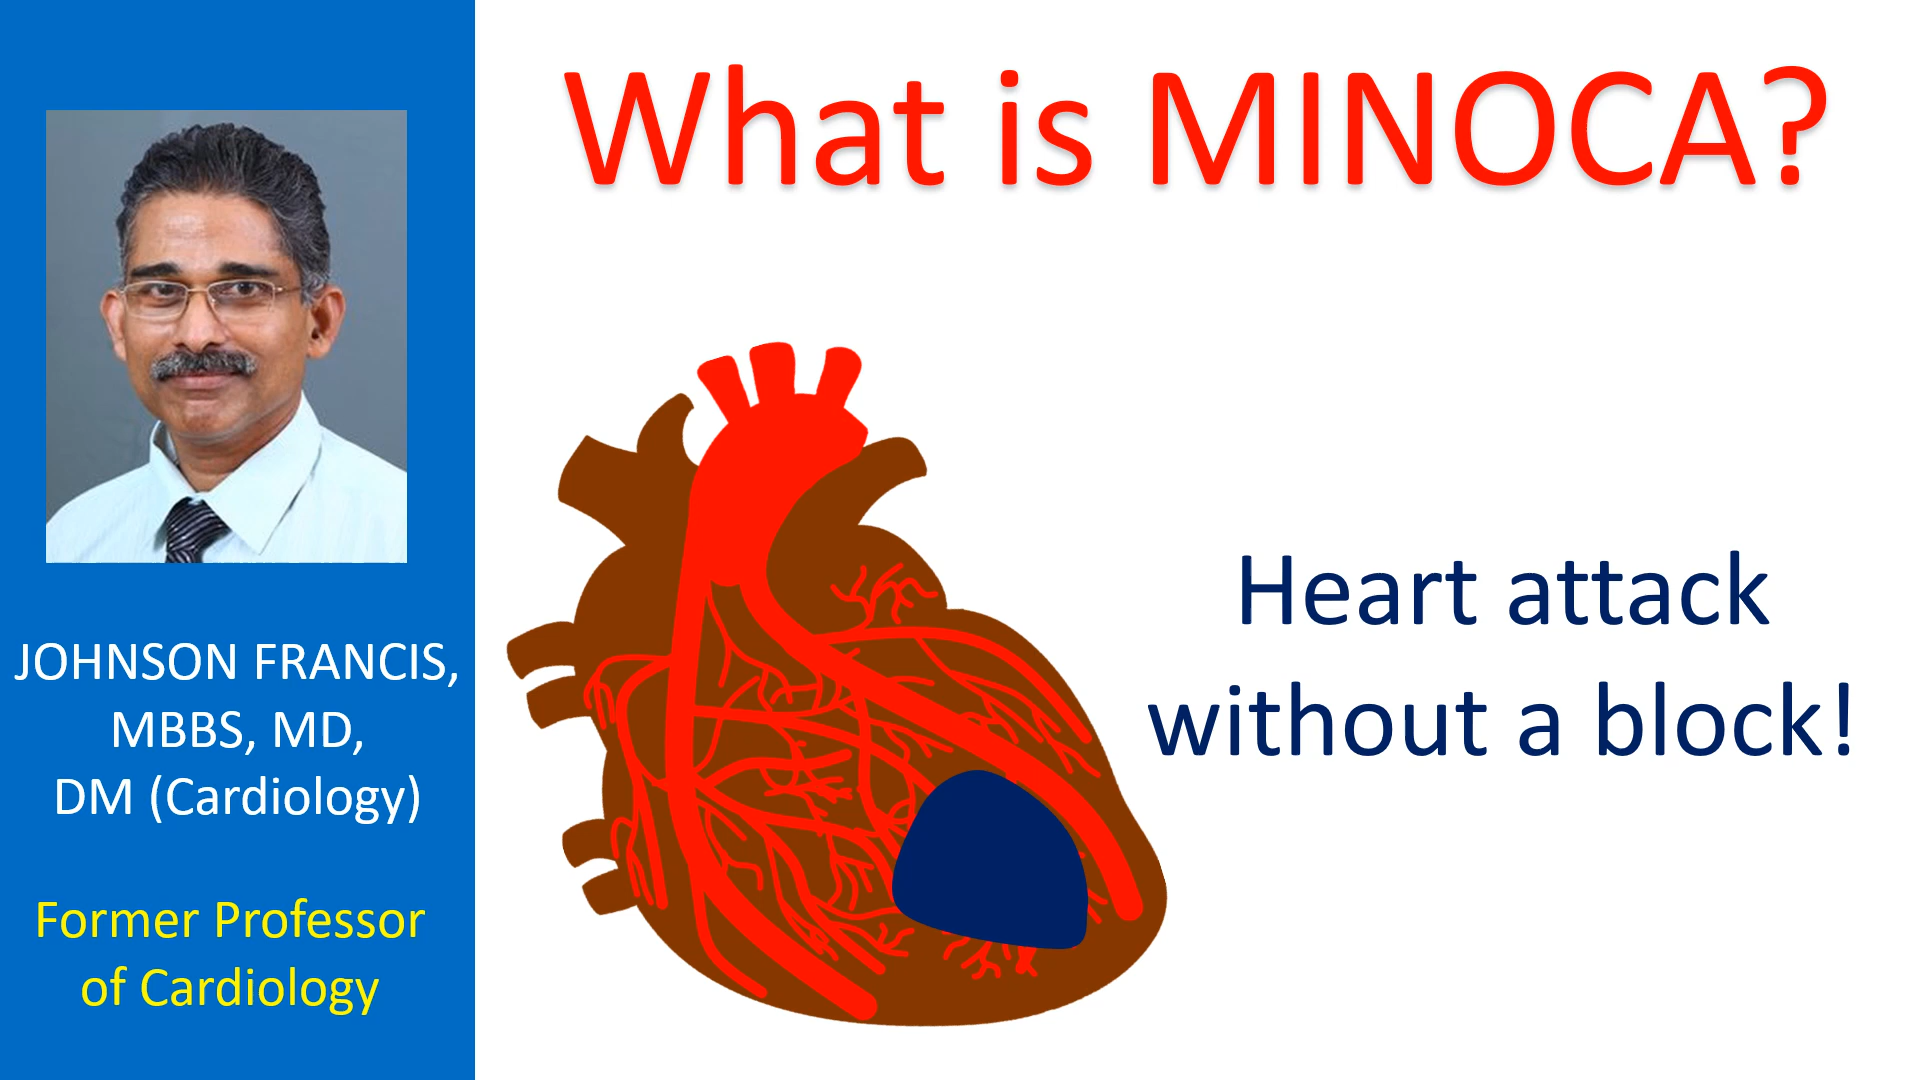 What is MINOCA?
JOHNSON FRANCIS,
MBBS, MD,
DM (Cardiology)
Former Professor
of Cardiology
Heart attack
without a block!